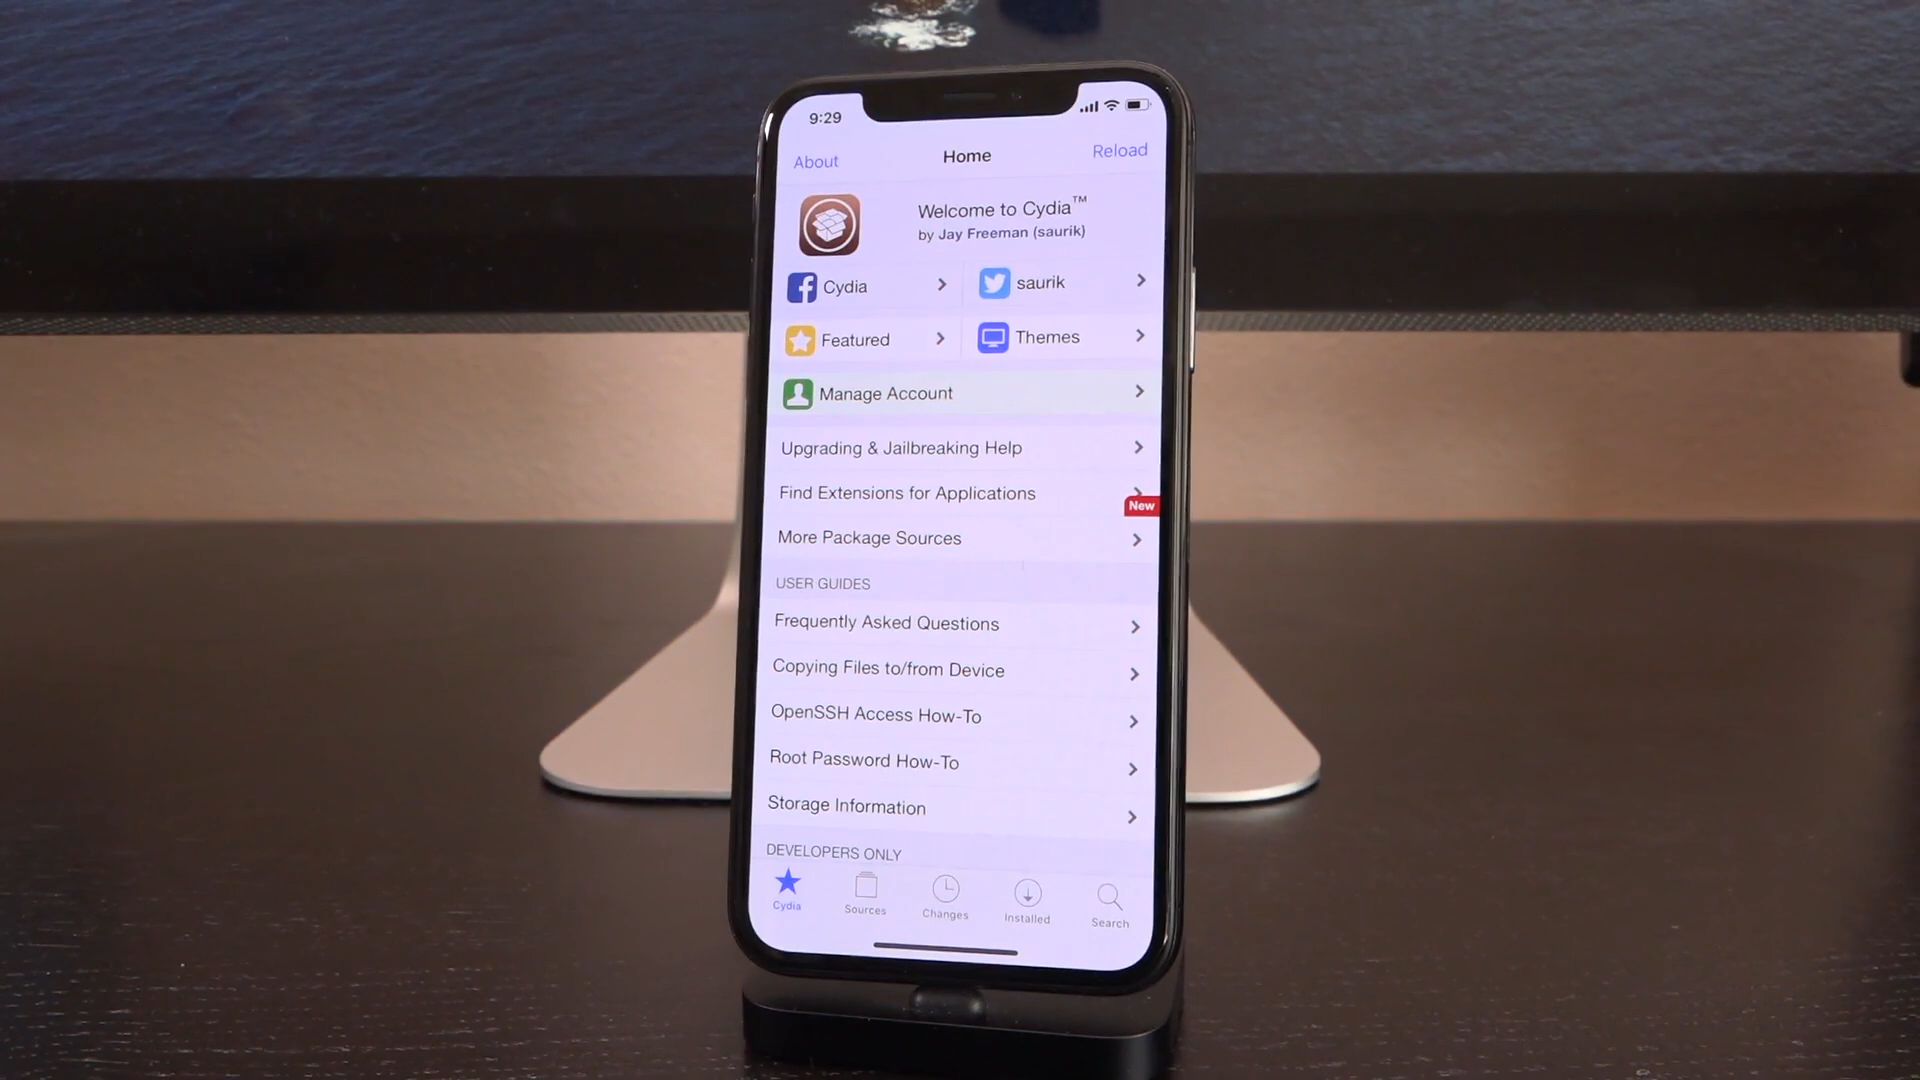 9:29
About
Home
Reload
Welcome to Cydia™
by Jay Freeman (saurik)
Cydia
saurik
Featured
Themes
Manage Account
Upgrading & Jailbreaking Help
Find Extensions for Applications
New
More Package Sources
USER GUIDES
Frequently Asked Questions
Copying Files to/from Device
OpenSSH Access How-To
Root Password How-To
Storage Information
DEVELOPERS ONLY
Cydia
Sources
Changes
Installed
Search